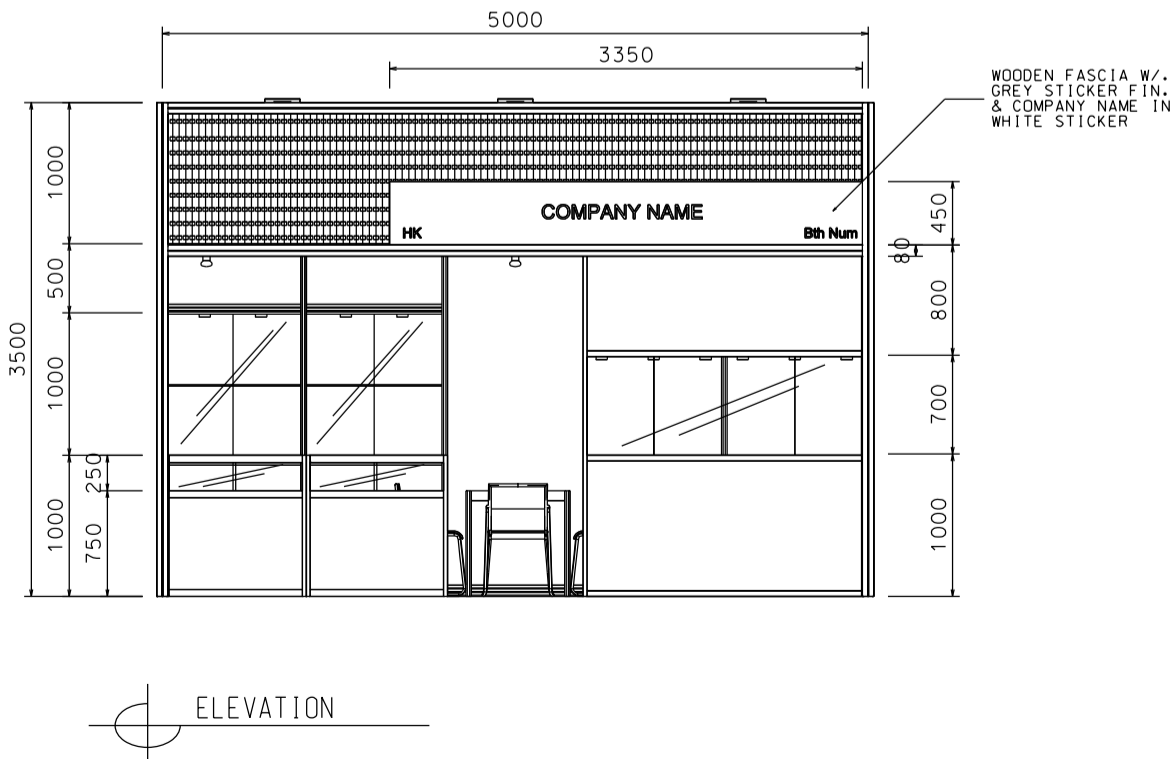 5000
3350
WOODEN FASCIA W/.
GREY STICKER FIN.
& COMPANY NAME IN
WHITE STICKER
1000
500
3500
1000
250
1000
750
COMPANY NAME
HK
Bth Num
450
80
800
700
1000
ELEVATION